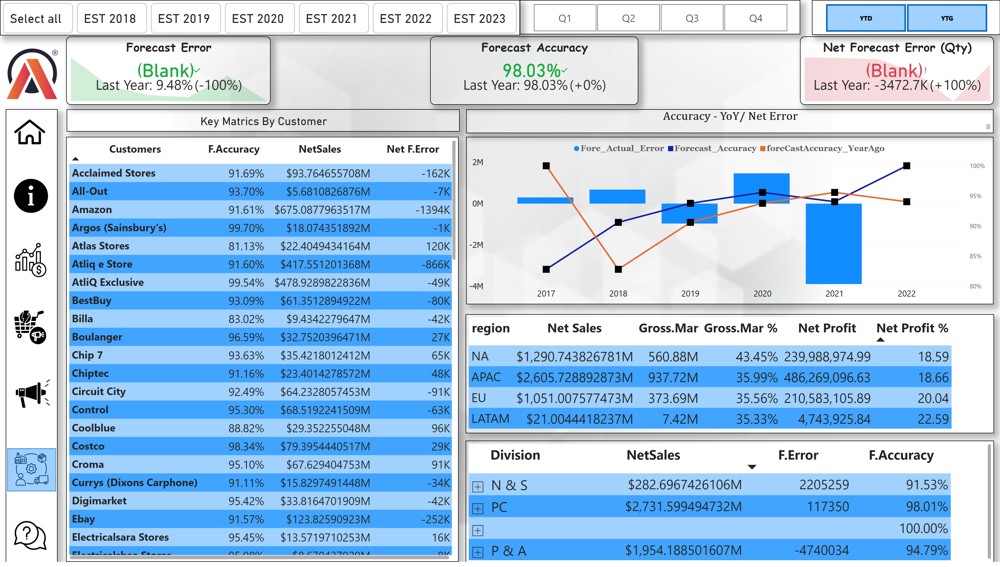 Select all EST 2018 EST 2019 EST 2020 EST 2021 EST 2022 EST 2023 Q1 Q2 Q3 Q4 YTD YTG
®
Forecast Error
(Blank)✓
Last Year: 9.48% (-100%)
Forecast Accuracy
98.03%✓
Last Year: 98.03% (+0%)
Net Forecast Error (Qty)
(Blank)!
Last Year: -3472.7K (+100%)
Key Matrics By Customer
Customers F.Accuracy NetSales Net F.Error
Acclaimed Stores 91.69% $93.764655708M -162K
All-Out 93.70% $5.6810826876M -7K
Amazon 91.61% $675.0877963517M -1394K
Argos (Sainsbury's) 99.70% $18.074351892M -1K
Atlas Stores 81.13% $22.4049434164M 120K
Atliq e Store 91.60% $417.551201368M -866K
AtliQ Exclusive 99.54% $478.9289822836M -49K
BestBuy 93.09% $61.3512894922M -80K
Billa 83.02% $9.4342279647M -42K
Boulanger 96.59% $32.7520396471M 27K
Chip 7 93.63% $35.4218012412M 65K
Chiptec 91.16% $23.4014278572M 48K
Circuit City 92.49% $64.2328057453M -91K
Control 95.30% $68.5192241509M -63K
Coolblue 88.82% $29.352255048M 96K
Costco 98.34% $79.3954440517M 29K
Croma 95.10% $67.629404753M 91K
Currys (Dixons Carphone) 91.11% $15.8297491448M -34K
Digimarket 95.42% $33.8164701909M -42K
Ebay 91.57% $123.82590923M -252K
Electricalsara Stores 95.45% $13.5719710253M 16K
Accuracy - YoY/ Net Error
Fore_Actual_Error Forecast_Accuracy foreCastAccuracy_YearAgo
2M
0M
-2M
-4M
100%
95%
90%
85%
80%
2017 2018 2019 2020 2021 2022
region Net Sales Gross.Mar Gross.Mar % Net Profit Net Profit %
NA $1,290.743826781M 560.88M 43.45% 239,988,974.99 18.59
APAC $2,605.728892873M 937.72M 35.99% 486,269,096.63 18.66
EU $1,051.007577473M 373.69M 35.56% 210,583,105.89 20.04
LATAM $21.0044418237M 7.42M 35.33% 4,743,925.84 22.59
Division NetSales F.Error F.Accuracy
N & S $282.6967426106M 2205259 91.53%
PC $2,731.599494732M 117350 98.01%
100.00%
P & A $1,954.188501607M -4740034 94.79%